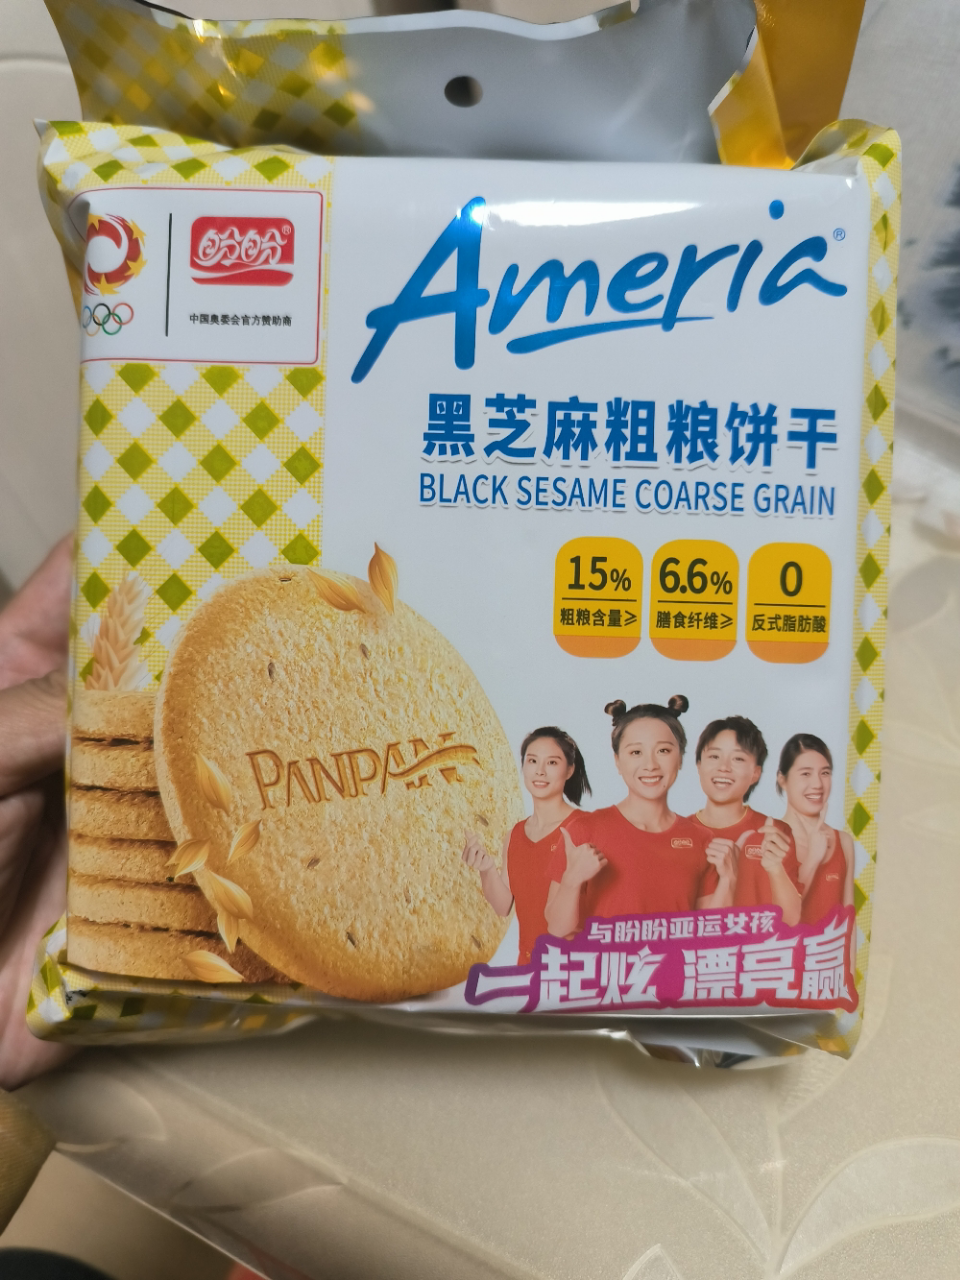 盼盼®
中国奥委会官方赞助商
Ameria®
黑芝麻粗粮饼干
BLACK SESAME COARSE GRAIN
15%
粗粮含量≥
6.6%
膳食纤维≥
0
反式脂肪酸
PANPAN
与盼盼亚运女孩
一起炫 漂亮赢